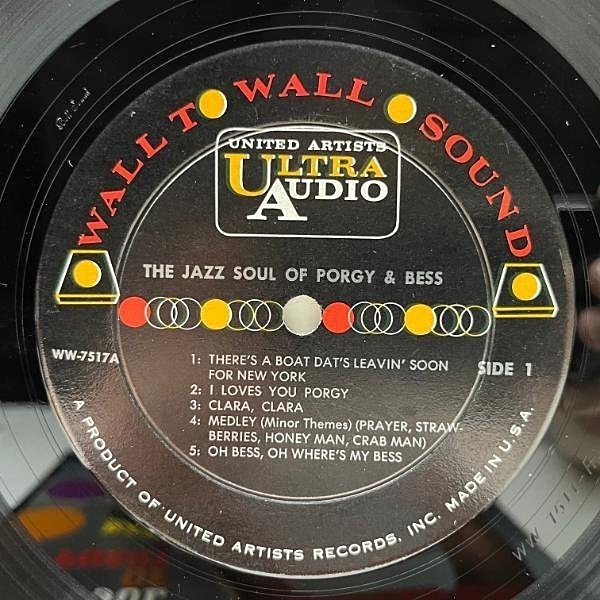 WALL TO WALL SOUND
UNITED ARTISTS
ULTRA
AUDIO
THE JAZZ SOUL OF PORGY & BESS
WW-7517A
SIDE 1
1: THERE'S A BOAT DAT'S LEAVIN' SOON
FOR NEW YORK
2: I LOVES YOU PORGY
3: CLARA, CLARA
4: MEDLEY (Minor Themes) (PRAYER, STRAW-
BERRIES, HONEY MAN, CRAB MAN)
5: OH BESS, OH WHERE'S MY BESS
A PRODUCT OF UNITED ARTISTS RECORDS, INC. MADE IN U.S.A.